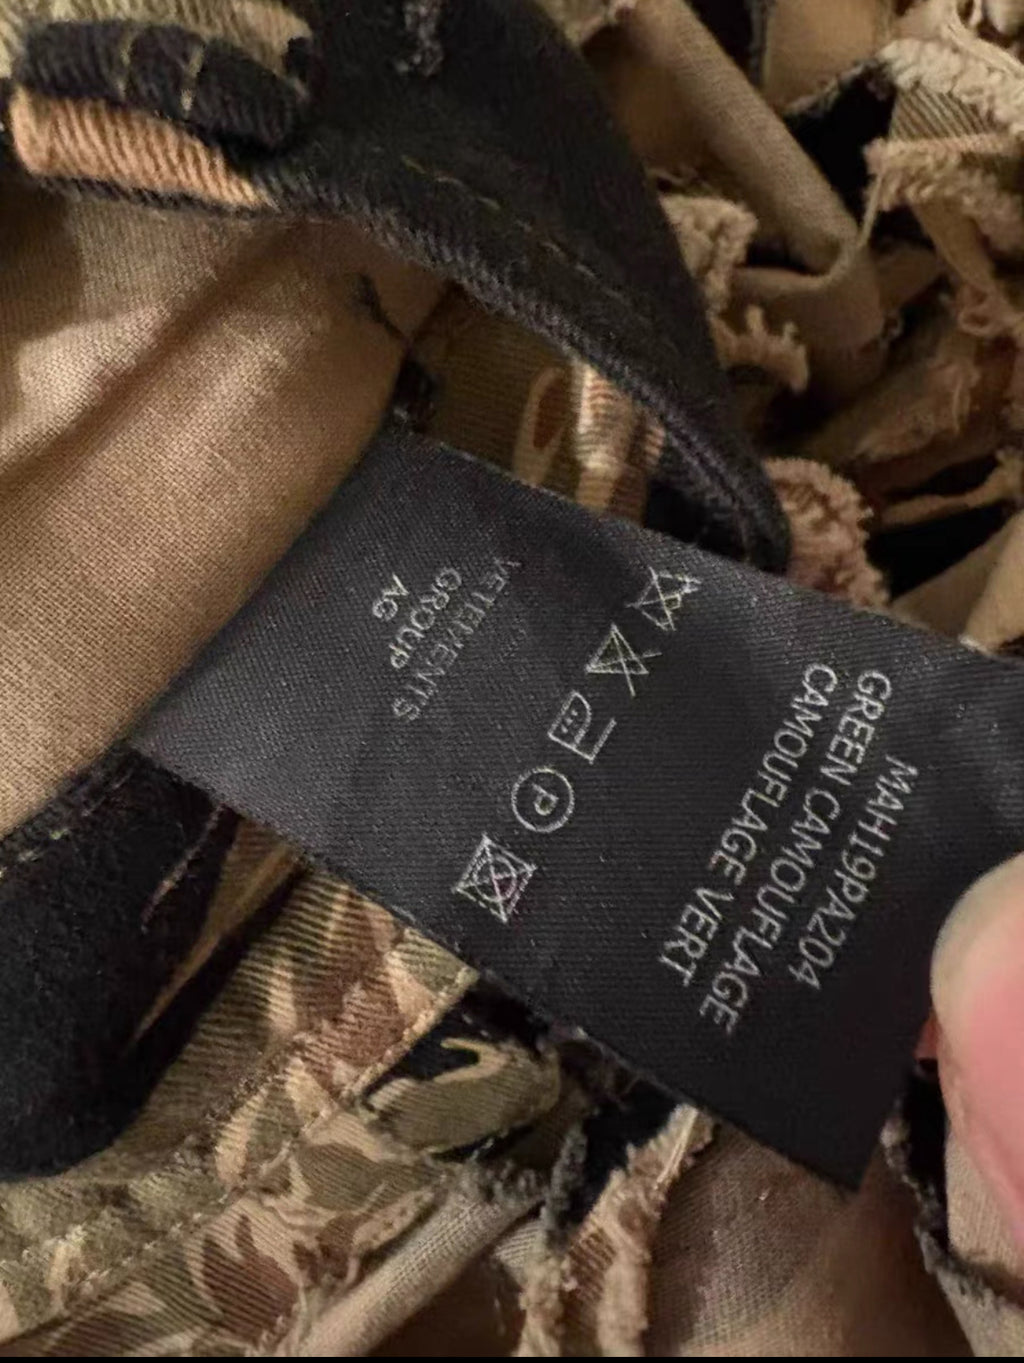 MAH19PA204
GREEN CAMOUFLAGE
CAMOUFLAGE VERT
P
VETEMENTS
GROUP
AG